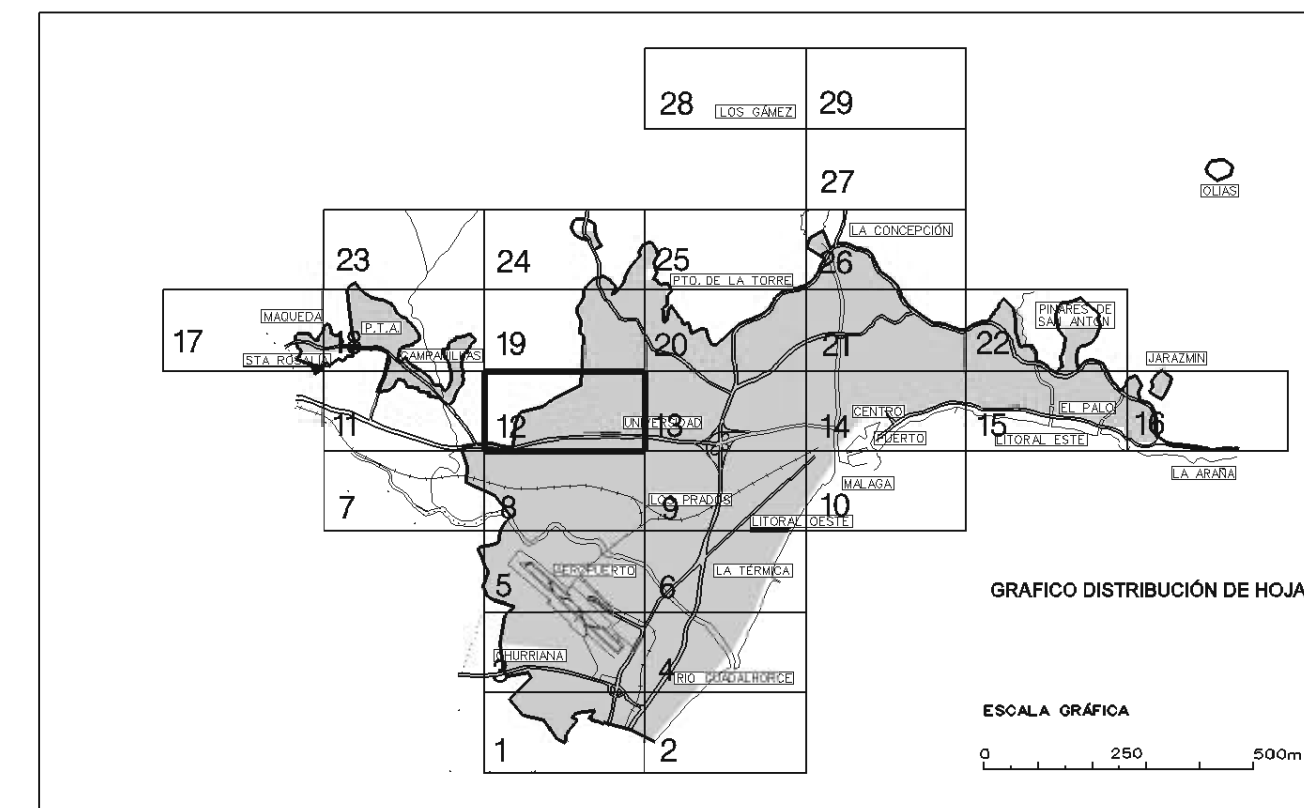 28 LOS GÁMEZ 29
27
OLIAS
LA CONCEPCIÓN
23 24 25 26
PTO. DE LA TORRE
MAQUEDA
P.T.A.
PINARES DE
SAN ANTÓN
17 18 19 20 21 22
STA ROSALIA CAMPANILLAS JARAZMIN
CENTRO EL PALO
11 12 UNIVERSIDAD 13 14 15 16
PUERTO LITORAL ESTE
LA ARAÑA
MALAGA
7 8 LOS PRADOS 9 10
LITORAL OESTE
AEROPUERTO LA TÉRMICA
5 6
GRAFICO DISTRIBUCIÓN DE HOJA
CHURRIANA
3 4 RIO GUADALHORCE
ESCALA GRÁFICA
1 2
0 250 500m